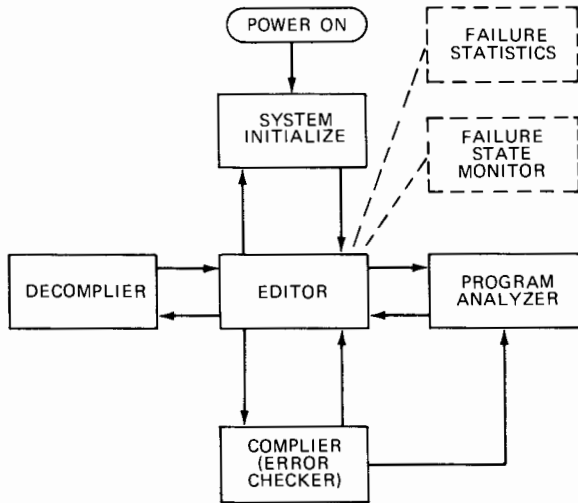 POWER ON
FAILURE
STATISTICS
SYSTEM
INITIALIZE
FAILURE
STATE
MONITOR
DECOMPLIER
EDITOR
PROGRAM
ANALYZER
COMPLIER
(ERROR
CHECKER)